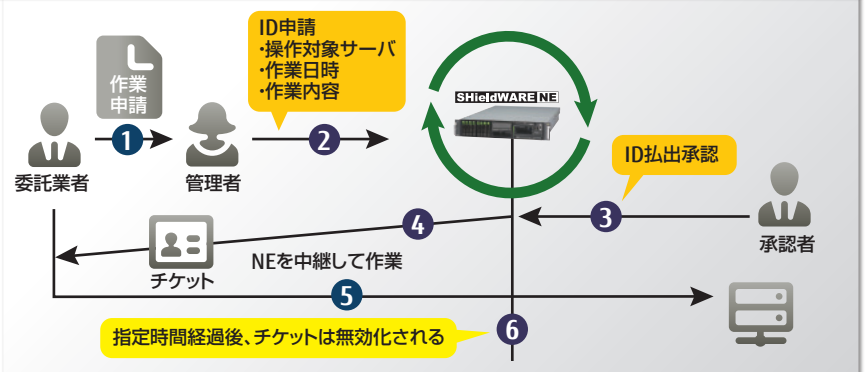 ID申請
・操作対象サーバ
・作業日時
・作業内容
作業
申請
SHieldWARE NE
1
2
ID払出承認
委託業者
管理者
4
3
承認者
チケット
NEを中継して作業
5
指定時間経過後、チケットは無効化される
6